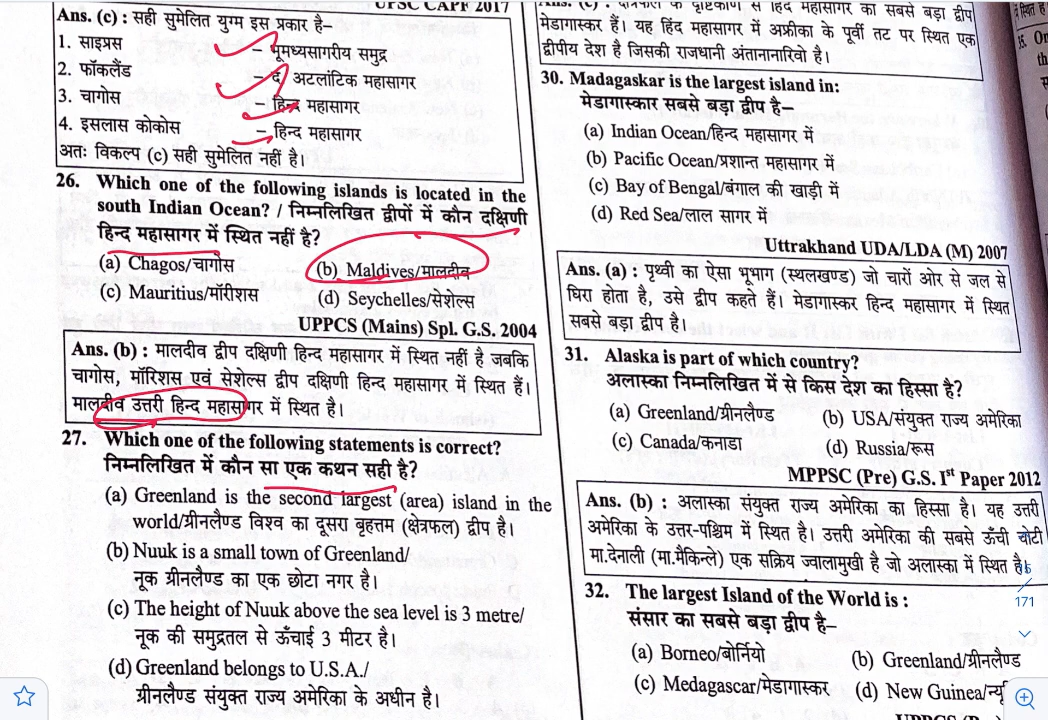 UPSC CAPF 2017
Ans. (c) : सही सुमेलित युग्म इस प्रकार है–
1. साइप्रस – भूमध्यसागरीय समुद्र
2. फॉकलैंड – द. अटलांटिक महासागर
3. चागोस – हिन्द महासागर
4. इसलास कोकोस – हिन्द महासागर
अतः विकल्प (c) सही सुमेलित नहीं है।
26. Which one of the following islands is located in the
south Indian Ocean? / निम्नलिखित द्वीपों में कौन दक्षिणी
हिन्द महासागर में स्थित नहीं है?
(a) Chagos/चागोस (b) Maldives/मालदीव
(c) Mauritius/मॉरीशस (d) Seychelles/सेशेल्स
UPPCS (Mains) Spl. G.S. 2004
Ans. (b) : मालदीव द्वीप दक्षिणी हिन्द महासागर में स्थित नहीं है जबकि
चागोस, मॉरिशस एवं सेशेल्स द्वीप दक्षिणी हिन्द महासागर में स्थित हैं।
मालदीव उत्तरी हिन्द महासागर में स्थित है।
27. Which one of the following statements is correct?
निम्नलिखित में कौन सा एक कथन सही है?
(a) Greenland is the second largest (area) island in the
world/ग्रीनलैण्ड विश्व का दूसरा बृहत्तम (क्षेत्रफल) द्वीप है।
(b) Nuuk is a small town of Greenland/
नूक ग्रीनलैण्ड का एक छोटा नगर है।
(c) The height of Nuuk above the sea level is 3 metre/
नूक की समुद्रतल से ऊँचाई 3 मीटर है।
(d) Greenland belongs to U.S.A./
ग्रीनलैण्ड संयुक्त राज्य अमेरिका के अधीन है।
Ans. (c) : क्षेत्रफल के दृष्टिकोण से हिंद महासागर का सबसे बड़ा द्वीप
मेडागास्कर हैं। यह हिंद महासागर में अफ्रीका के पूर्वी तट पर स्थित एक
द्वीपीय देश है जिसकी राजधानी अंतानानारिवो है।
30. Madagaskar is the largest island in:
मेडागास्कार सबसे बड़ा द्वीप है–
(a) Indian Ocean/हिन्द महासागर में
(b) Pacific Ocean/प्रशान्त महासागर में
(c) Bay of Bengal/बंगाल की खाड़ी में
(d) Red Sea/लाल सागर में
Uttrakhand UDA/LDA (M) 2007
Ans. (a) : पृथ्वी का ऐसा भूभाग (स्थलखण्ड) जो चारों ओर से जल से
घिरा होता है, उसे द्वीप कहते हैं। मेडागास्कर हिन्द महासागर में स्थित
सबसे बड़ा द्वीप है।
31. Alaska is part of which country?
अलास्का निम्नलिखित में से किस देश का हिस्सा है?
(a) Greenland/ग्रीनलैण्ड (b) USA/संयुक्त राज्य अमेरिका
(c) Canada/कनाडा (d) Russia/रूस
MPPSC (Pre) G.S. Ist Paper 2012
Ans. (b) : अलास्का संयुक्त राज्य अमेरिका का हिस्सा है। यह उत्तरी
अमेरिका के उत्तर-पश्चिम में स्थित है। उत्तरी अमेरिका की सबसे ऊँची चोटी
मा.देनाली (मा.मैकिन्ले) एक सक्रिय ज्वालामुखी है जो अलास्का में स्थित है।
32. The largest Island of the World is :
संसार का सबसे बड़ा द्वीप है–
(a) Borneo/बोर्नियो (b) Greenland/ग्रीनलैण्ड
(c) Medagascar/मेडागास्कर (d) New Guinea/न्यू
171